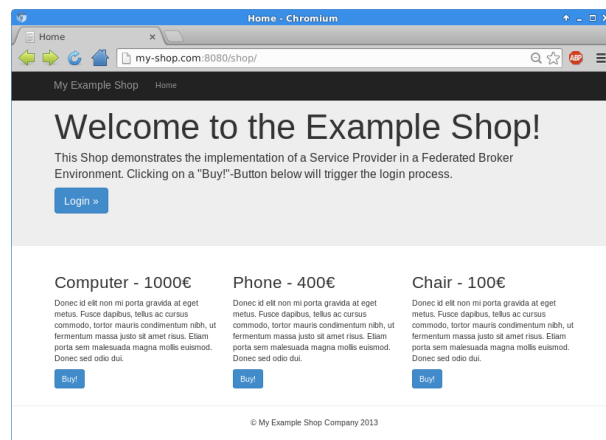 Home - Chromium
Home
my-shop.com:8080/shop/
ABP
My Example Shop Home
Welcome to the Example Shop!
This Shop demonstrates the implementation of a Service Provider in a Federated Broker
Environment. Clicking on a "Buy!"-Button below will trigger the login process.
Login »
Computer - 1000€
Donec id elit non mi porta gravida at eget
metus. Fusce dapibus, tellus ac cursus
commodo, tortor mauris condimentum nibh, ut
fermentum massa justo sit amet risus. Etiam
porta sem malesuada magna mollis euismod.
Donec sed odio dui.
Buy!
Phone - 400€
Donec id elit non mi porta gravida at eget
metus. Fusce dapibus, tellus ac cursus
commodo, tortor mauris condimentum nibh, ut
fermentum massa justo sit amet risus. Etiam
porta sem malesuada magna mollis euismod.
Donec sed odio dui.
Buy!
Chair - 100€
Donec id elit non mi porta gravida at eget
metus. Fusce dapibus, tellus ac cursus
commodo, tortor mauris condimentum nibh, ut
fermentum massa justo sit amet risus. Etiam
porta sem malesuada magna mollis euismod.
Donec sed odio dui.
Buy!
© My Example Shop Company 2013